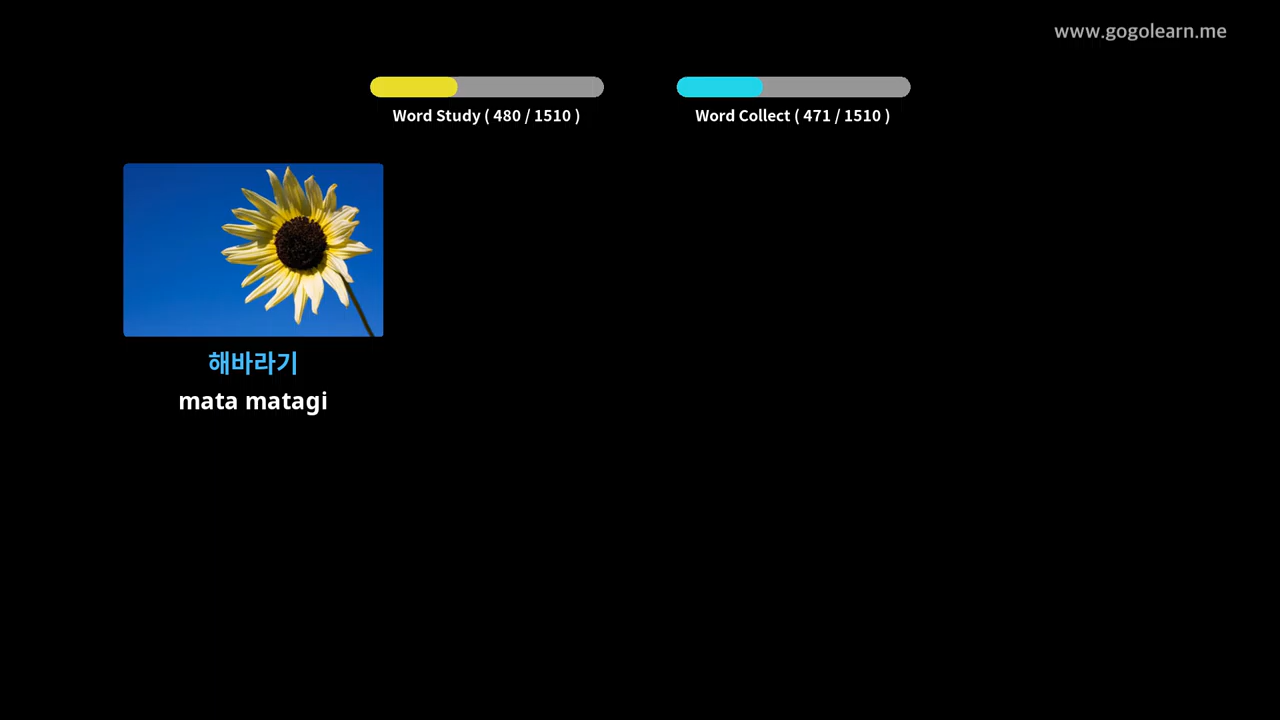 www.gogolearn.me
Word Study ( 480 / 1510 )
Word Collect ( 471 / 1510 )
해바라기
mata matagi